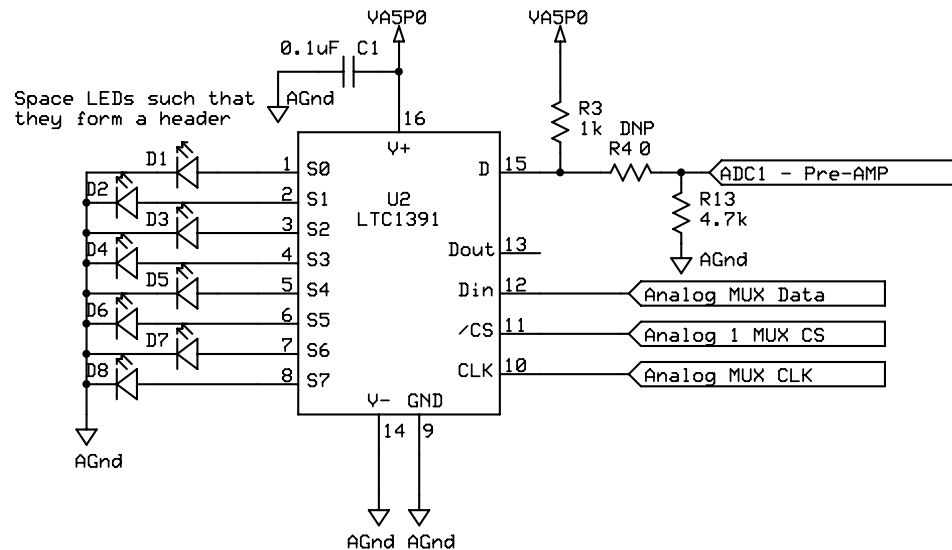 VA5P0
VA5P0
0.1uF C1
AGnd
Space LEDs such that
they form a header
16
V+
R3
1k
DNP
R4 0
D1
1 S0
D 15
ADC1 - Pre-AMP
D2
2 S1
U2
LTC1391
R13
4.7k
D3
3 S2
D4
4 S3
Dout 13
AGnd
D5
5 S4
Din 12
Analog MUX Data
D6
6 S5
/CS 11
Analog 1 MUX CS
D7
7 S6
D8
8 S7
CLK 10
Analog MUX CLK
V- GND
14 9
AGnd
AGnd AGnd